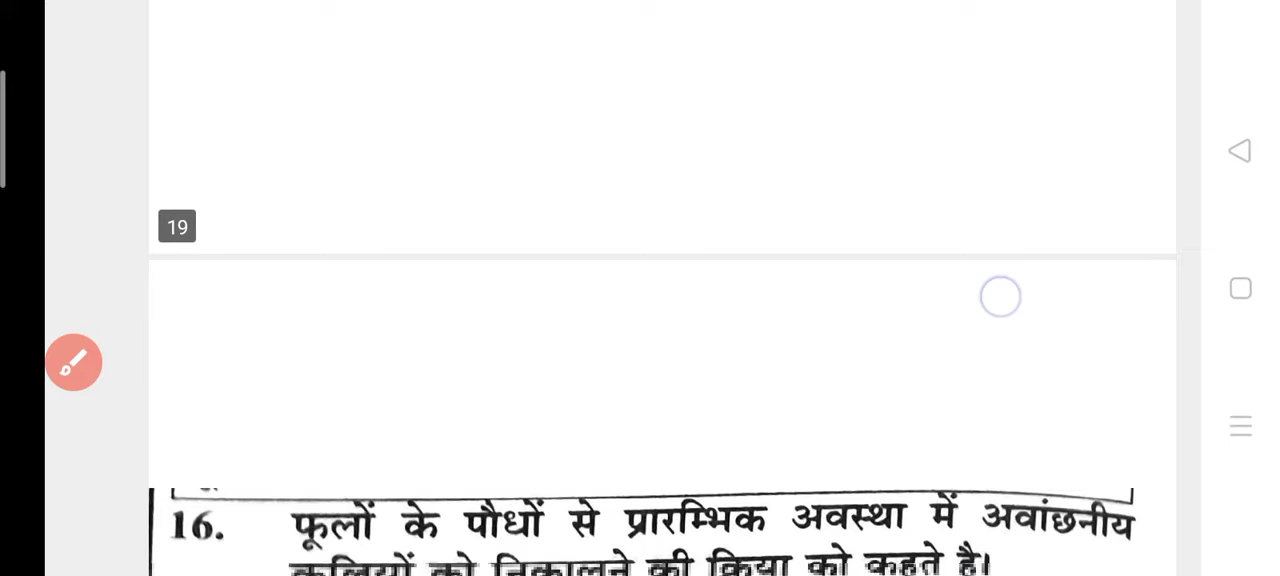 19
16. फूलों के पौधों से प्रारम्भिक अवस्था में अवांछनीय
कलियों को निकालने की क्रिया को कहते है।